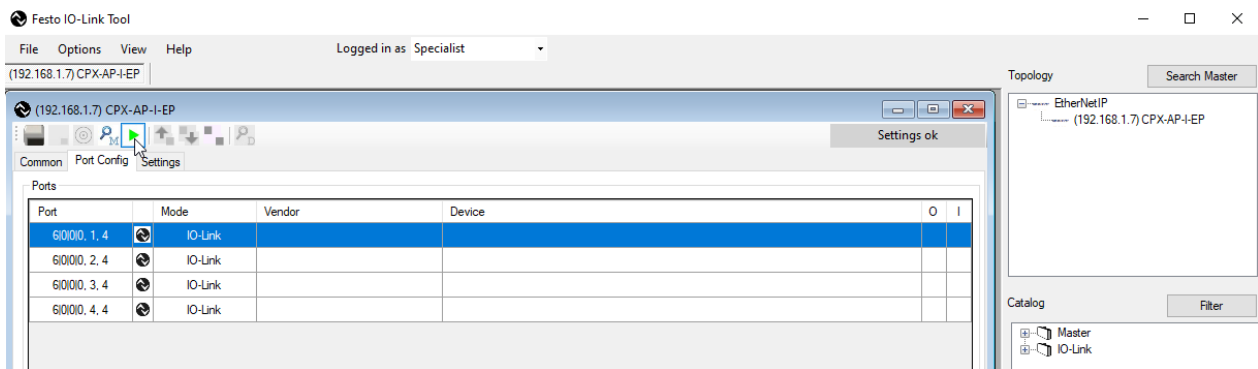 Festo IO-Link Tool
File Options View Help Logged in as Specialist
(192.168.1.7) CPX-AP-I-EP
Topology Search Master
(192.168.1.7) CPX-AP-I-EP
EtherNetIP
(192.168.1.7) CPX-AP-I-EP
M D Settings ok
Common Port Config Settings
Ports
Port Mode Vendor Device O I
6|0|0|0, 1, 4 IO-Link
6|0|0|0, 2, 4 IO-Link
6|0|0|0, 3, 4 IO-Link
6|0|0|0, 4, 4 IO-Link
Catalog Filter
Master
IO-Link